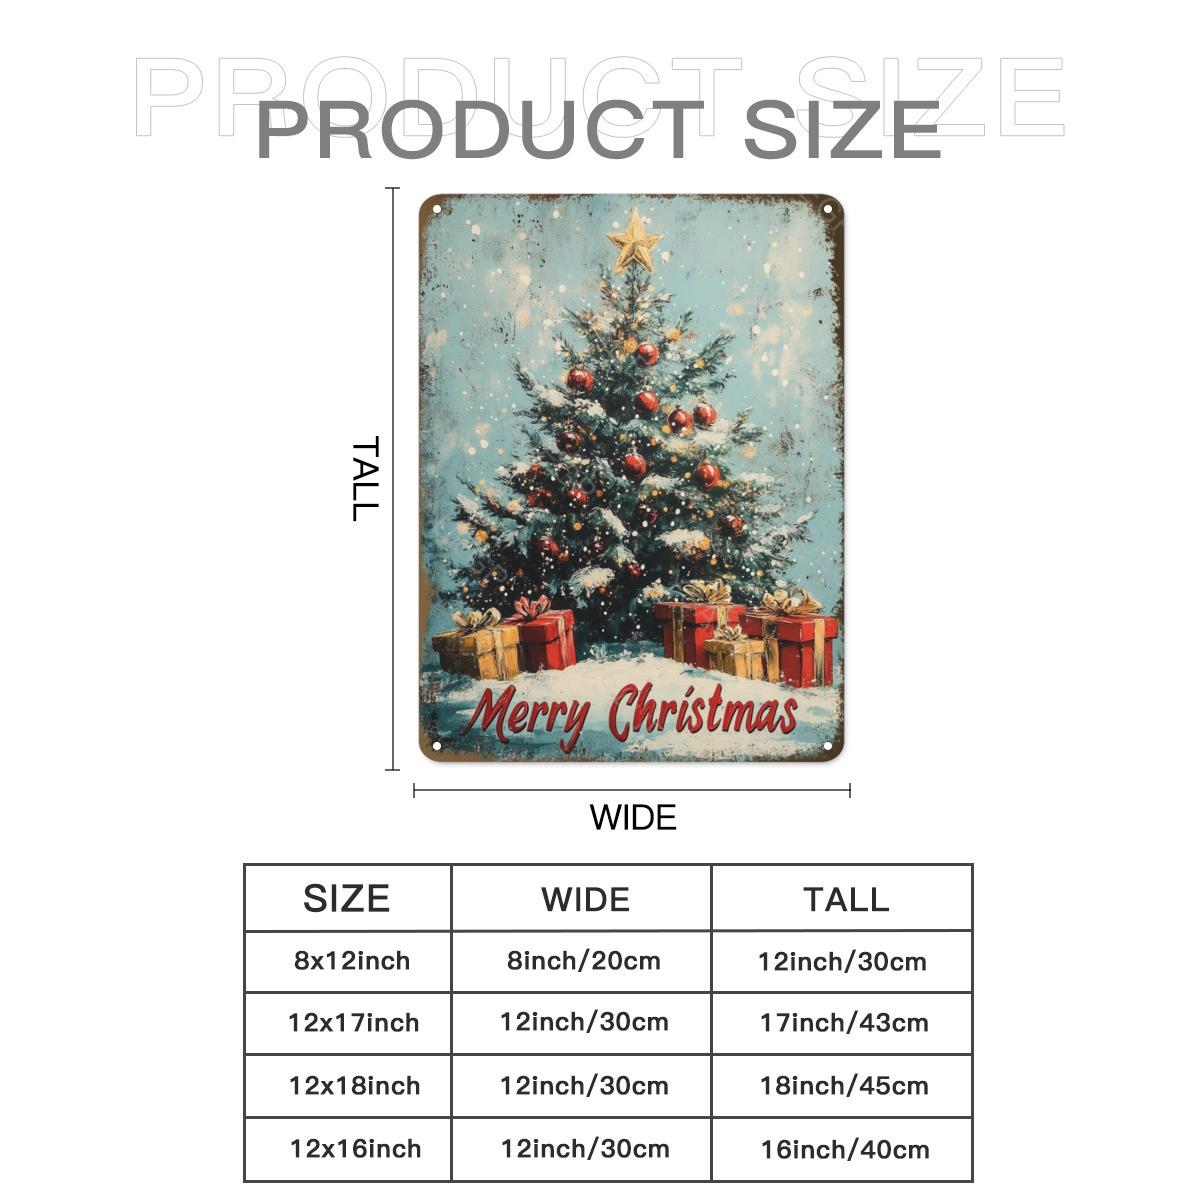 PRODUCT SIZE
PRODUCT SIZE
TALL
Merry Christmas
WIDE
SIZE WIDE TALL
8x12inch 8inch/20cm 12inch/30cm
12x17inch 12inch/30cm 17inch/43cm
12x18inch 12inch/30cm 18inch/45cm
12x16inch 12inch/30cm 16inch/40cm